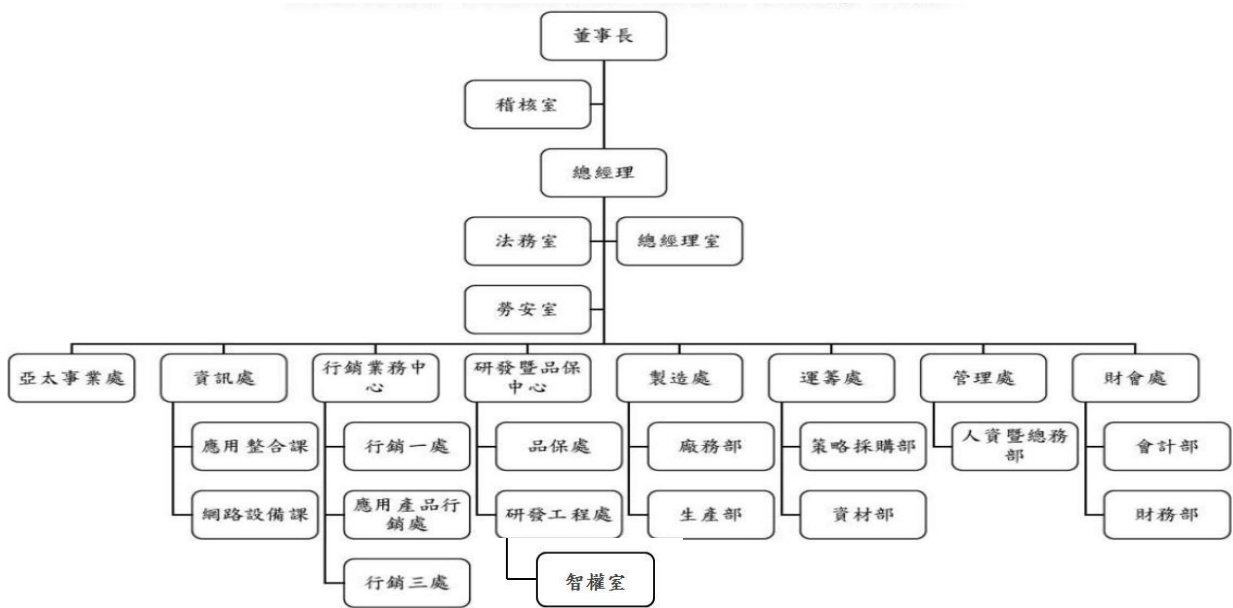 董事長
稽核室
總經理
法務室
總經理室
勞安室
亞太事業處
資訊處
行銷業務中
心
研發暨品保
中心
製造處
運籌處
管理處
財會處
應用整合課
行銷一處
品保處
廠務部
策略採購部
人資暨總務
部
會計部
網路設備課
應用產品行
銷處
研發工程處
生產部
資材部
財務部
行銷三處
智權室